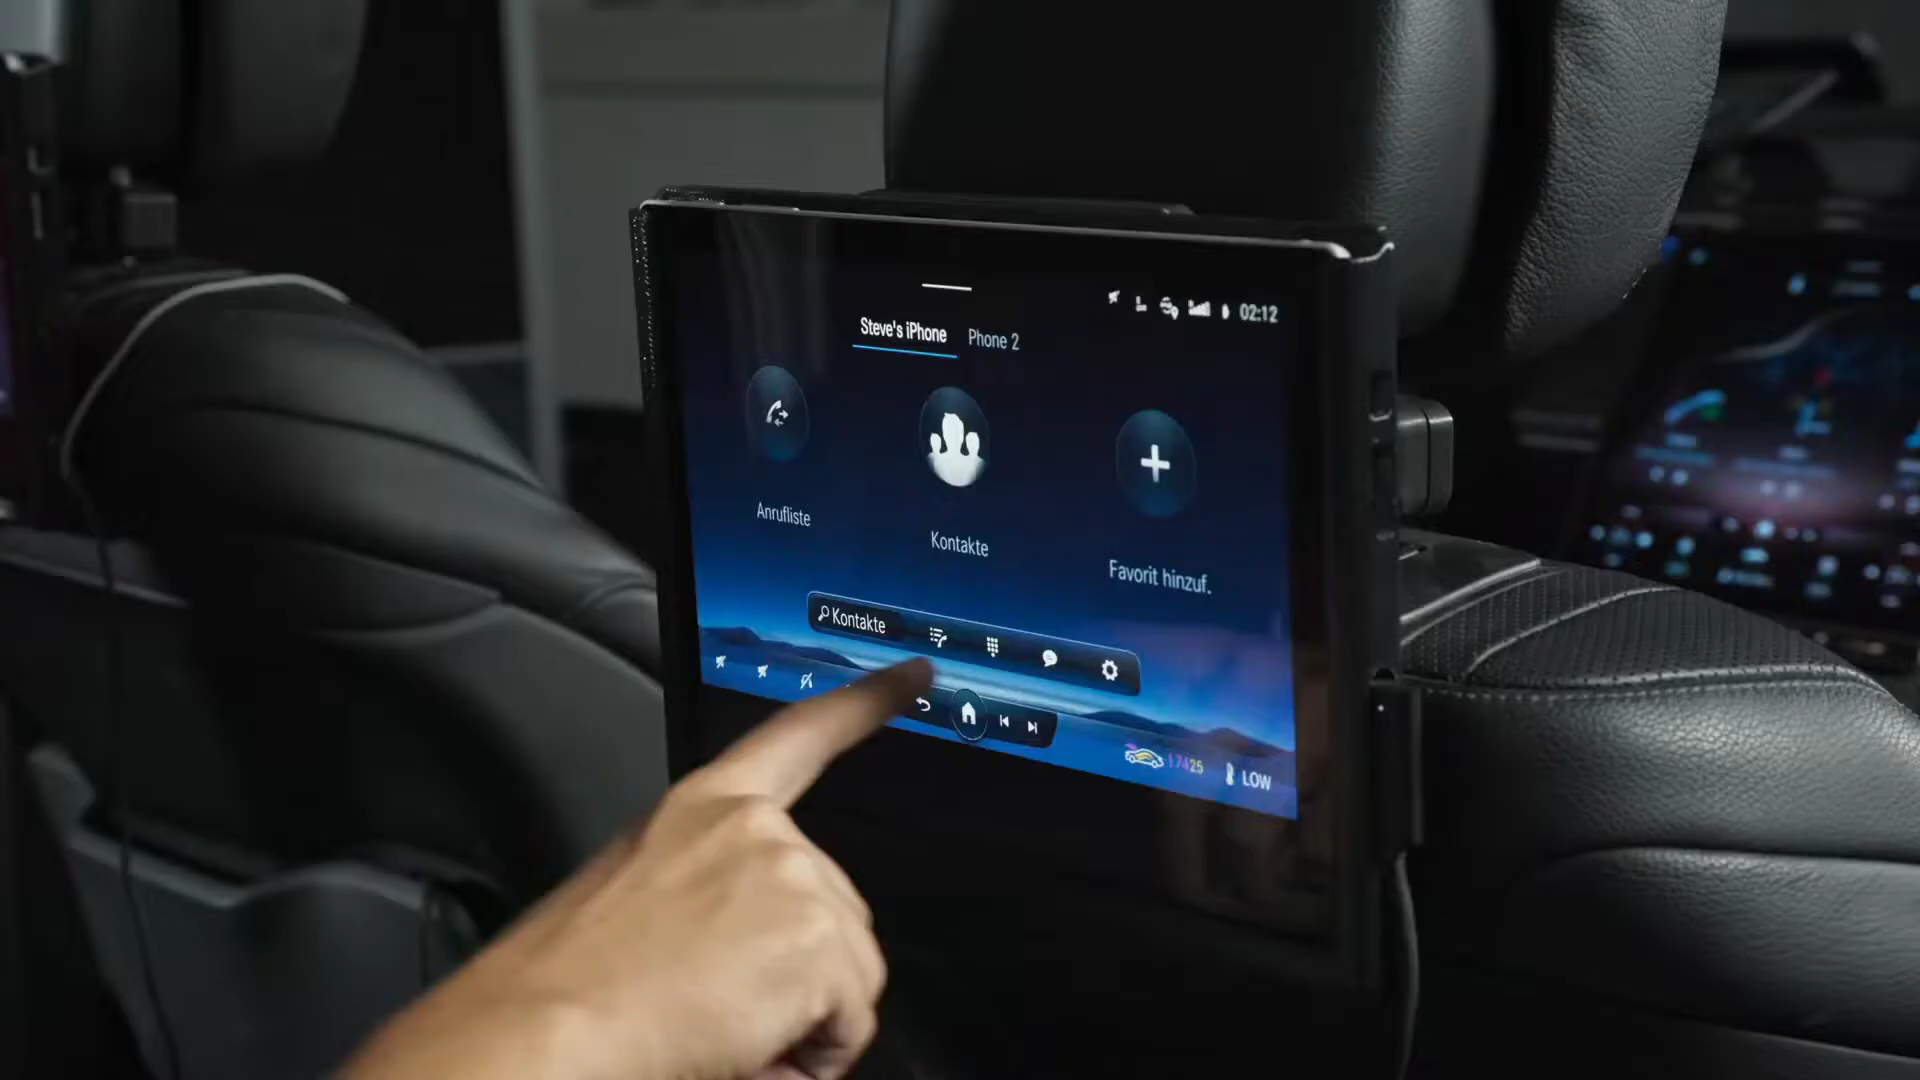 02:12
Steve's iPhone Phone 2
Anrufliste
Kontakte
Favorit hinzuf.
Kontakte
LOW